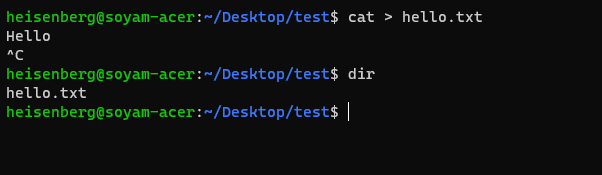 heisenberg@soyam-acer:~/Desktop/test$ cat > hello.txt
Hello
^C
heisenberg@soyam-acer:~/Desktop/test$ dir
hello.txt
heisenberg@soyam-acer:~/Desktop/test$